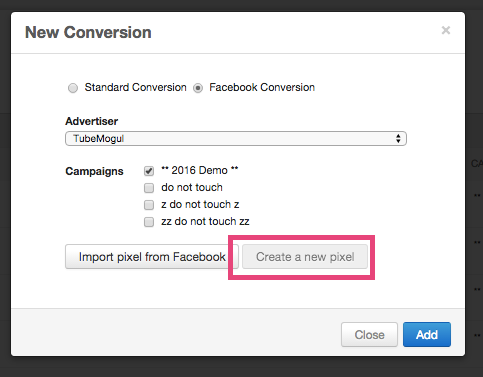 New Conversion ×
Standard Conversion Facebook Conversion
Advertiser
TubeMogul
Campaigns ** 2016 Demo **
do not touch
z do not touch z
zz do not touch zz
Import pixel from Facebook Create a new pixel
Close Add